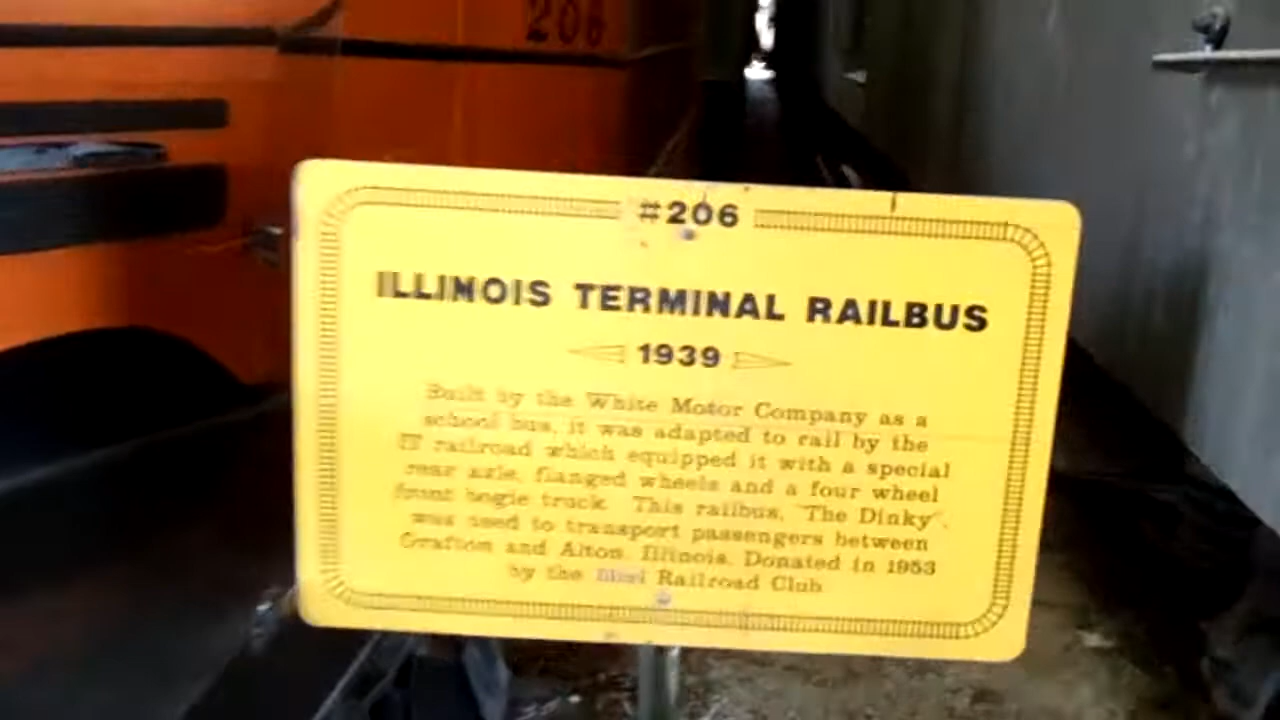 206
#206
ILLINOIS TERMINAL RAILBUS
1939
Built by the White Motor Company as a
school bus, it was adapted to rail by the
IT railroad which equipped it with a special
rear axle, flanged wheels and a four wheel
front bogie truck. This railbus, "The Dinky",
was used to transport passengers between
Grafton and Alton, Illinois. Donated in 1953
by the Railroad Club